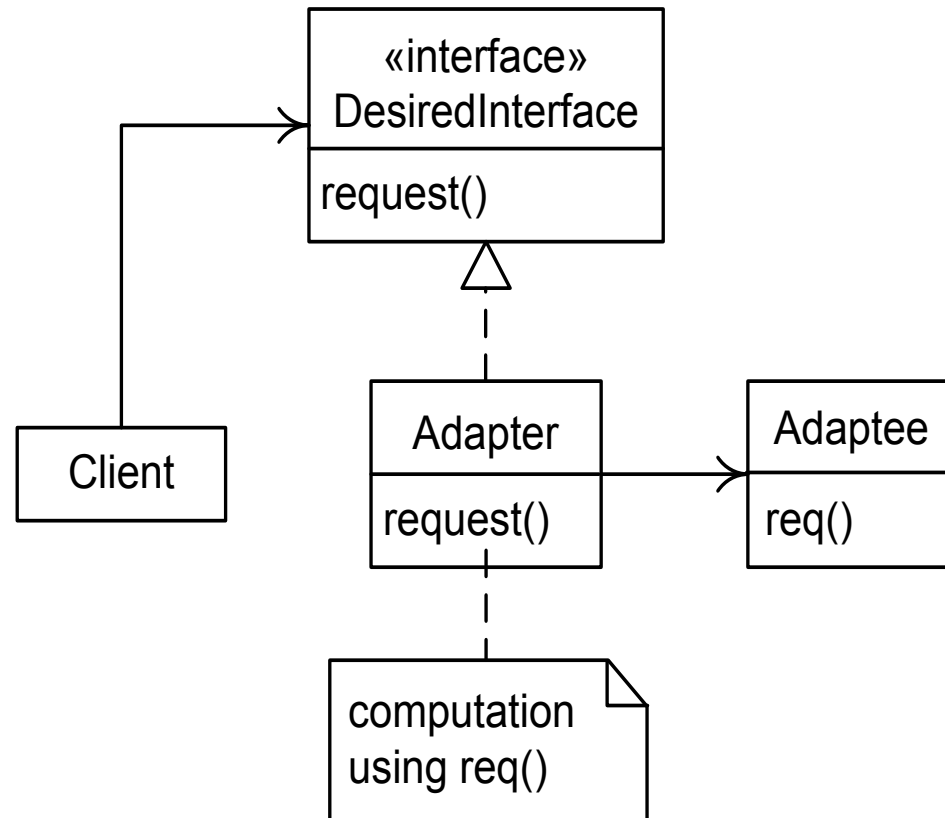 «interface»
DesiredInterface
request()
Client
Adapter
request()
Adaptee
req()
computation
using req()